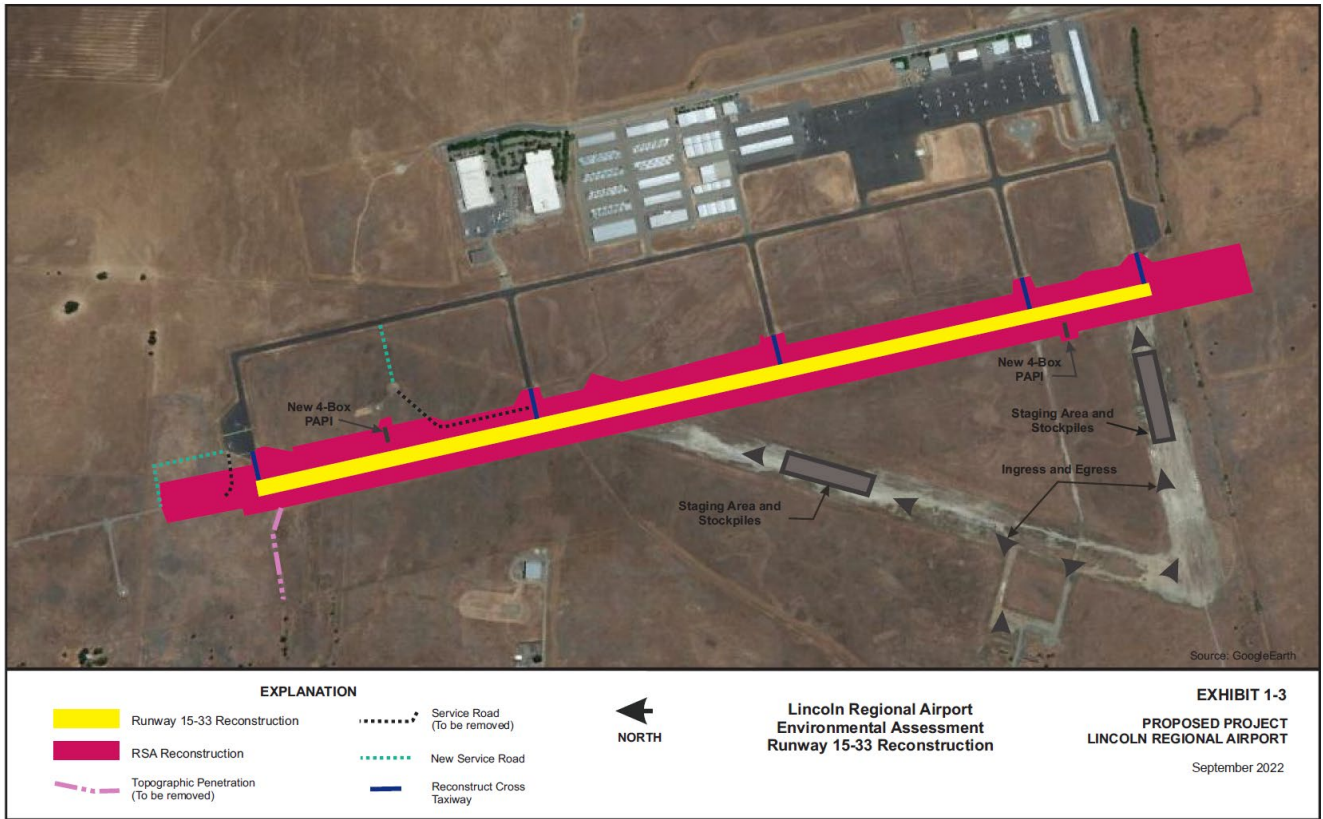 New 4-Box
PAPI
New 4-Box
PAPI
Staging Area and
Stockpiles
Ingress and Egress
Staging Area and
Stockpiles
Source: GoogleEarth
EXPLANATION
Runway 15-33 Reconstruction
RSA Reconstruction
Topographic Penetration
(To be removed)
Service Road
(To be removed)
New Service Road
Reconstruct Cross
Taxiway
NORTH
Lincoln Regional Airport
Environmental Assessment
Runway 15-33 Reconstruction
EXHIBIT 1-3
PROPOSED PROJECT
LINCOLN REGIONAL AIRPORT
September 2022